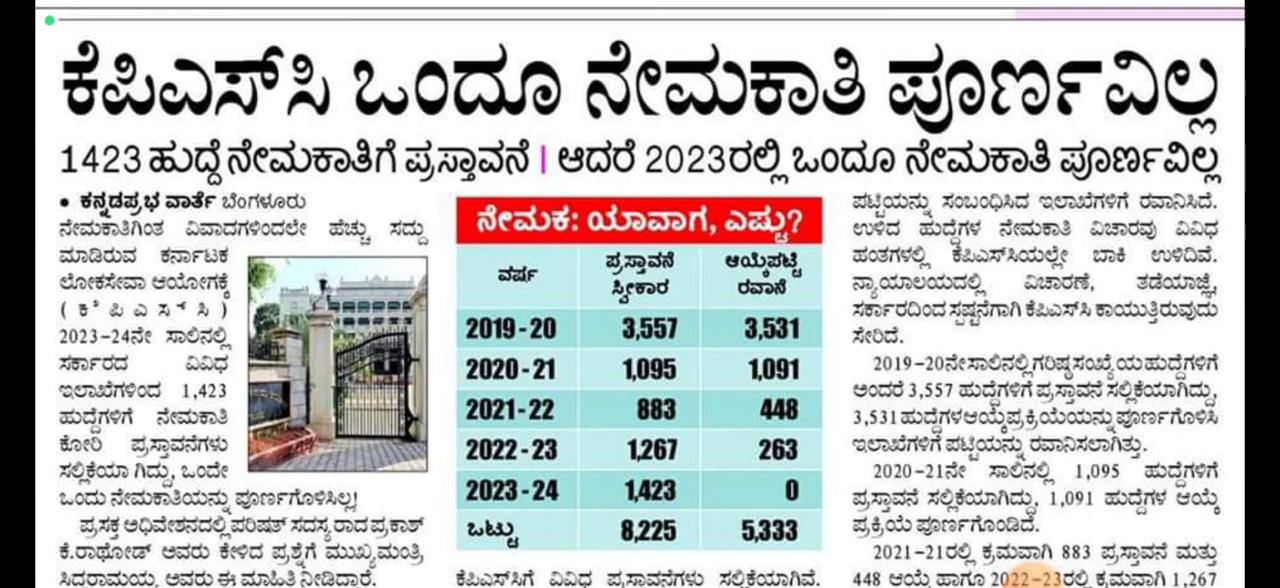 ಕೆಪಿಎಸ್‌ಸಿ ಒಂದೂ ನೇಮಕಾತಿ ಪೂರ್ಣವಿಲ್ಲ
1423 ಹುದ್ದೆ ನೇಮಕಾತಿಗೆ ಪ್ರಸ್ತಾವನೆ | ಆದರೆ 2023ರಲ್ಲಿ ಒಂದೂ ನೇಮಕಾತಿ ಪೂರ್ಣವಿಲ್ಲ
• ಕನ್ನಡಪ್ರಭ ವಾರ್ತೆ ಬೆಂಗಳೂರು
ನೇಮಕಾತಿಗಿಂತ ವಿವಾದಗಳಿಂದಲೇ ಹೆಚ್ಚು ಸದ್ದು
ಮಾಡಿರುವ ಕರ್ನಾಟಕ
ಲೋಕಸೇವಾ ಆಯೋಗಕ್ಕೆ
(ಕೆಪಿಎಸ್‌ಸಿ)
2023-24ನೇ ಸಾಲಿನಲ್ಲಿ
ಸರ್ಕಾರದ ವಿವಿಧ
ಇಲಾಖೆಗಳಿಂದ 1,423
ಹುದ್ದೆಗಳಿಗೆ ನೇಮಕಾತಿ
ಕೋರಿ ಪ್ರಸ್ತಾವನೆಗಳು
ಸಲ್ಲಿಕೆಯಾ ಗಿದ್ದು, ಒಂದೇ
ಒಂದು ನೇಮಕಾತಿಯನ್ನು ಪೂರ್ಣಗೊಳಿಸಿಲ್ಲ!
ಪ್ರಸಕ್ತ ಅಧಿವೇಶನದಲ್ಲಿ ಪರಿಷತ್ ಸದಸ್ಯ ರಾದ ಪ್ರಕಾಶ್
ಕೆ.ರಾಥೋಡ್ ಅವರು ಕೇಳಿದ ಪ್ರಶ್ನೆಗೆ ಮುಖ್ಯಮಂತ್ರಿ
ಸಿದ್ದರಾಮಯ್ಯ ಅವರು ಈ ಮಾಹಿತಿ ನೀಡಿದ್ದಾರೆ.
ನೇಮಕ: ಯಾವಾಗ, ಎಷ್ಟು?
ವರ್ಷ ಪ್ರಸ್ತಾವನೆ ಸ್ವೀಕಾರ ಆಯ್ಕೆಪಟ್ಟಿ ರವಾನೆ
2019-20 3,557 3,531
2020-21 1,095 1,091
2021-22 883 448
2022-23 1,267 263
2023-24 1,423 0
ಒಟ್ಟು 8,225 5,333
ಕೆಪಿಎಸ್‌ಸಿಗೆ ವಿವಿಧ ಪ್ರಸ್ತಾವನೆಗಳು ಸಲ್ಲಿಕೆಯಾಗಿವೆ.
ಪಟ್ಟಿಯನ್ನು ಸಂಬಂಧಿಸಿದ ಇಲಾಖೆಗಳಿಗೆ ರವಾನಿಸಿದೆ.
ಉಳಿದ ಹುದ್ದೆಗಳ ನೇಮಕಾತಿ ವಿಚಾರವು ವಿವಿಧ
ಹಂತಗಳಲ್ಲಿ ಕೆಪಿಎಸ್‌ಸಿಯಲ್ಲೇ ಬಾಕಿ ಉಳಿದಿವೆ.
ನ್ಯಾಯಾಲಯದಲ್ಲಿ ವಿಚಾರಣೆ, ತಡೆಯಾಜ್ಞೆ,
ಸರ್ಕಾರದಿಂದ ಸ್ಪಷ್ಟನೆಗಾಗಿ ಕೆಪಿಎಸ್‌ಸಿ ಕಾಯುತ್ತಿರುವುದು
ಸೇರಿದೆ.
2019-20ನೇ ಸಾಲಿನಲ್ಲಿ ಗರಿಷ್ಠ ಸಂಖ್ಯೆ ಯ ಹುದ್ದೆಗಳಿಗೆ
ಅಂದರೆ 3,557 ಹುದ್ದೆಗಳಿಗೆ ಪ್ರಸ್ತಾವನೆ ಸಲ್ಲಿಕೆಯಾಗಿದ್ದು,
3,531 ಹುದ್ದೆಗಳ ಆಯ್ಕೆ ಪ್ರಕ್ರಿಯೆಯನ್ನು ಪೂರ್ಣಗೊಳಿಸಿ
ಇಲಾಖೆಗಳಿಗೆ ಪಟ್ಟಿಯನ್ನು ರವಾನಿಸಲಾಗಿತ್ತು.
2020-21ನೇ ಸಾಲಿನಲ್ಲಿ 1,095 ಹುದ್ದೆಗಳಿಗೆ
ಪ್ರಸ್ತಾವನೆ ಸಲ್ಲಿಕೆಯಾಗಿದ್ದು, 1,091 ಹುದ್ದೆಗಳ ಆಯ್ಕೆ
ಪ್ರಕ್ರಿಯೆ ಪೂರ್ಣಗೊಂಡಿದೆ.
2021-21ರಲ್ಲಿ ಕ್ರಮವಾಗಿ 883 ಪ್ರಸ್ತಾವನೆ ಮತ್ತು
448 ಆಯ್ಕೆ ಹಾಗೂ 2022-23ರಲ್ಲಿ ಕ್ರಮವಾಗಿ 1,267